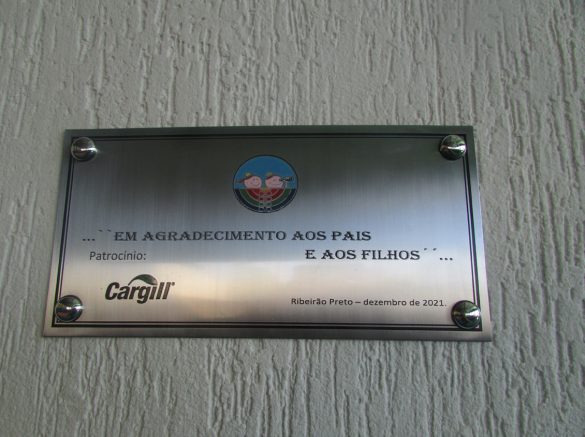 ...``EM AGRADECIMENTO AOS PAIS
Patrocínio: E AOS FILHOS´´...
Cargill®
Ribeirão Preto – dezembro de 2021.